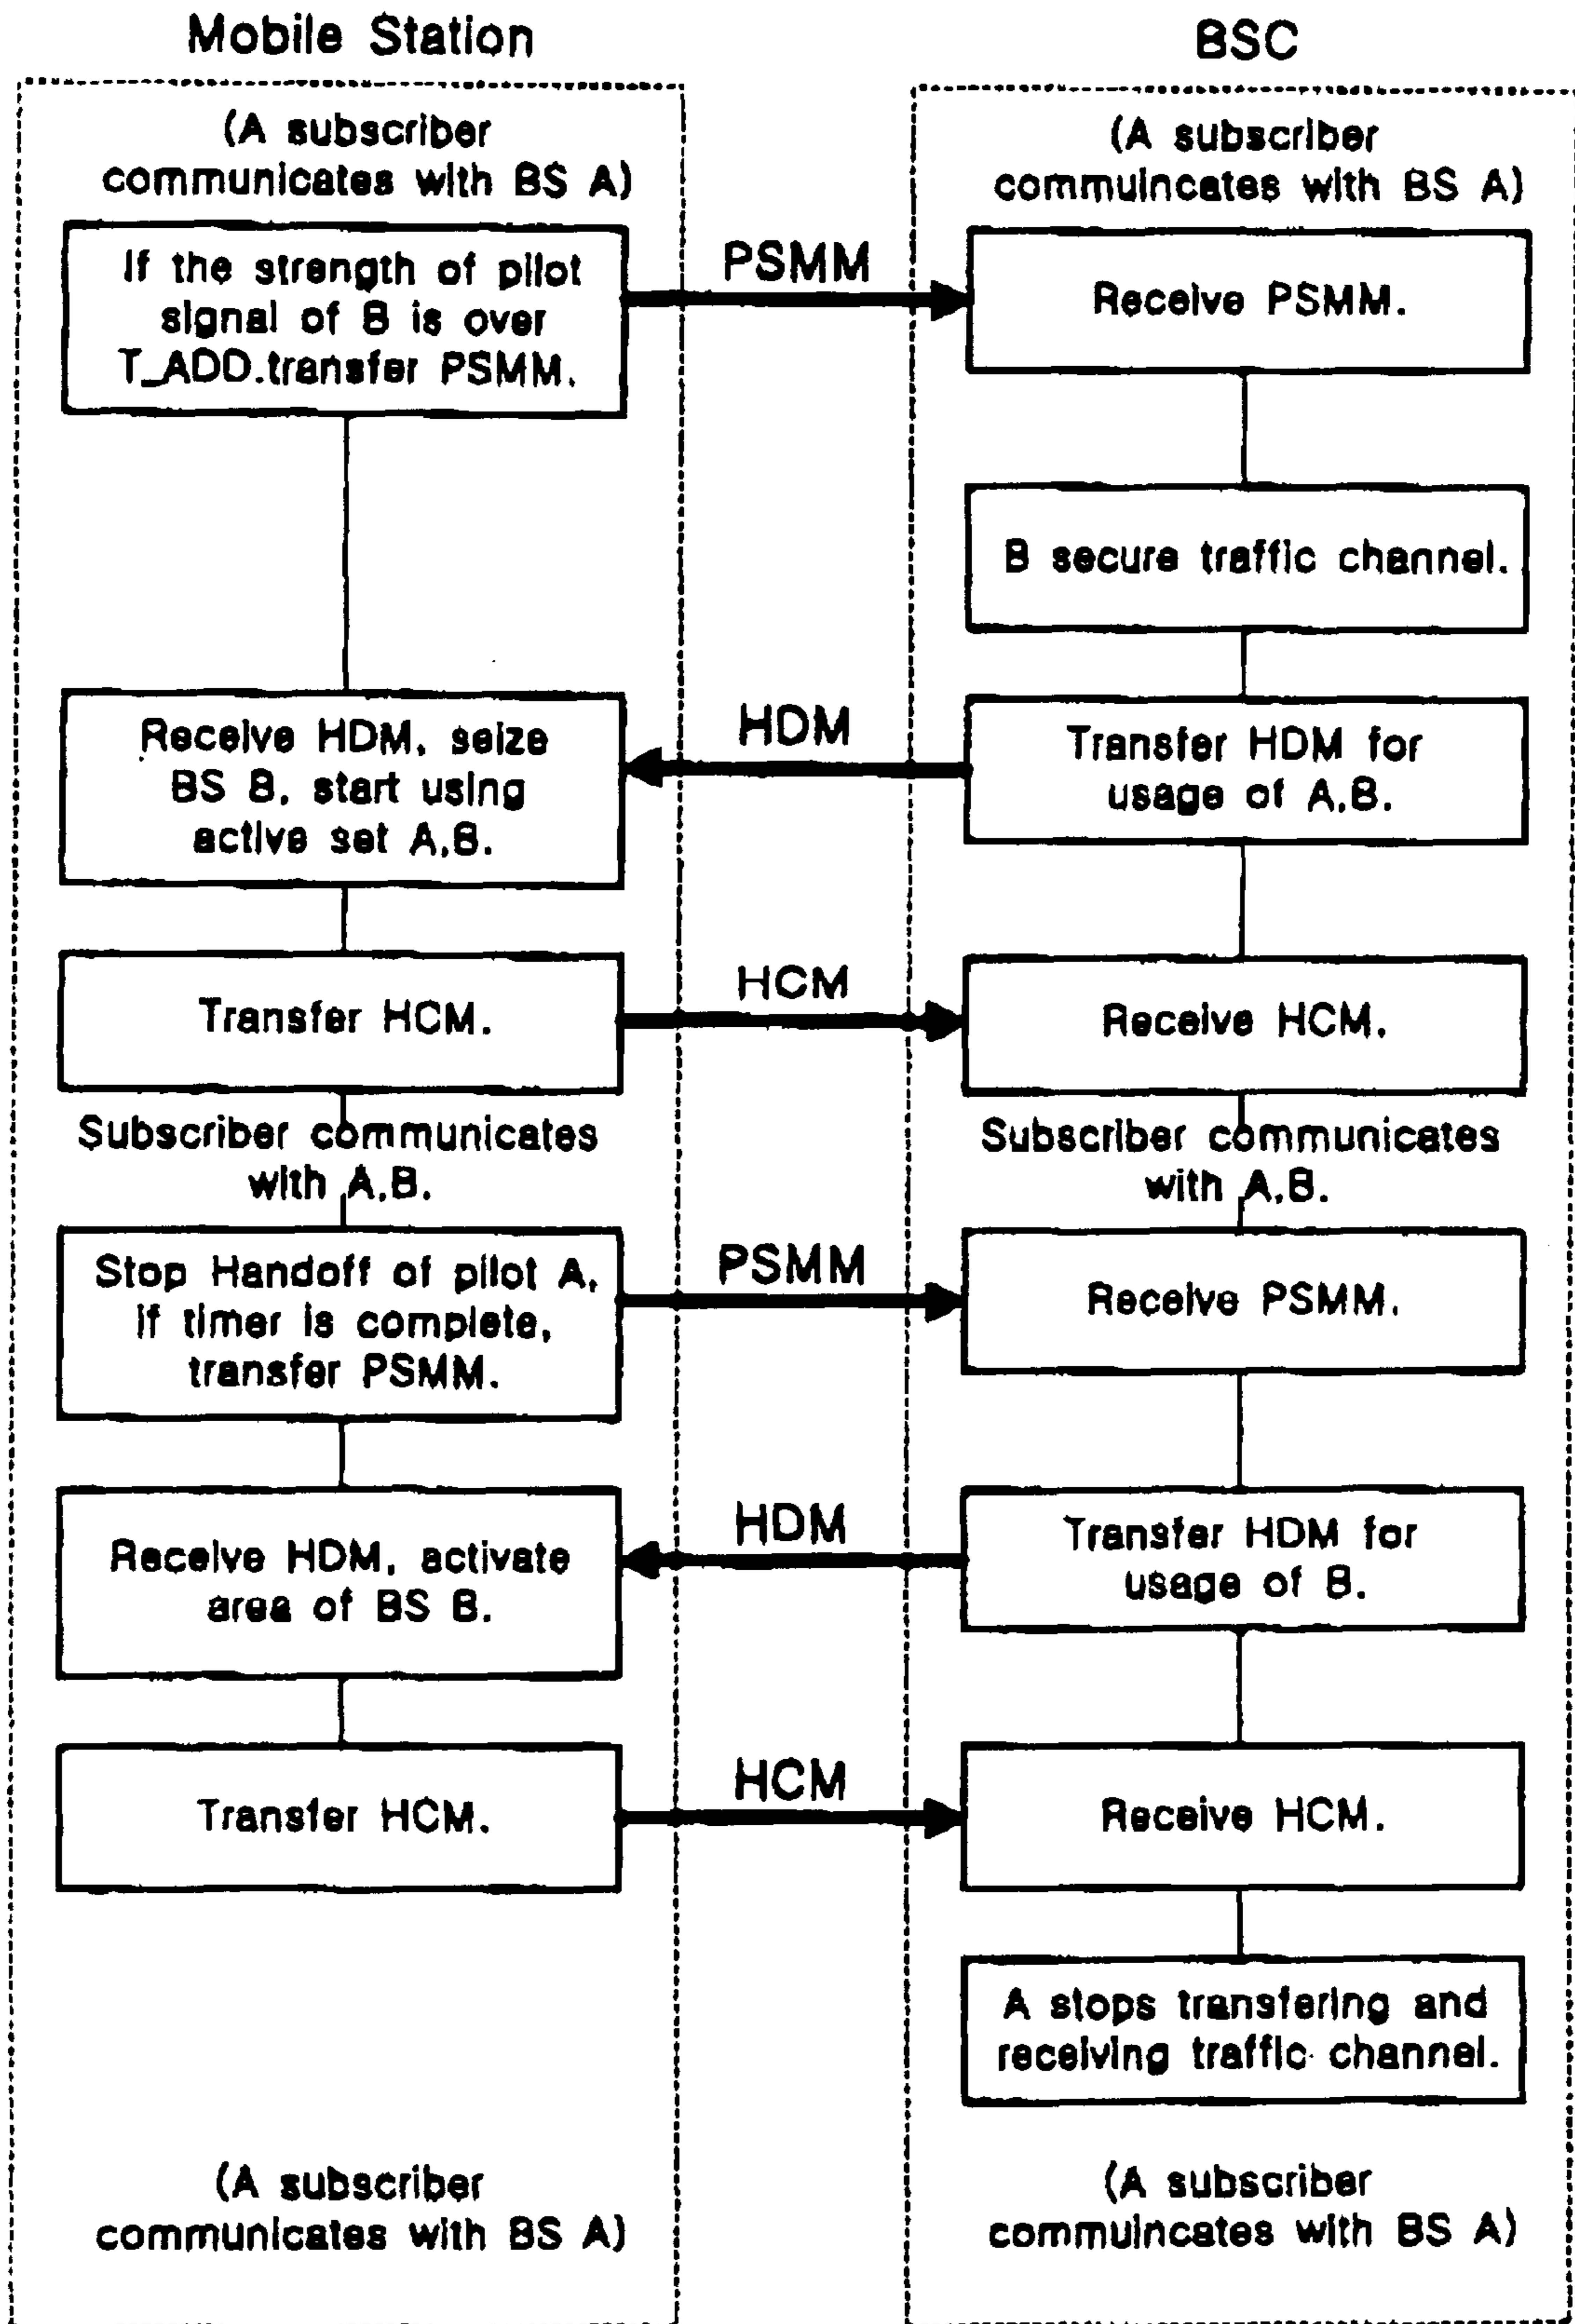 Mobile Station
BSC
(A subscriber
communicates with BS A)
(A subscriber
commuincates with BS A)
If the strength of pilot
signal of B is over
T_ADD.transfer PSMM.
PSMM
Receive PSMM.
B secure traffic channel.
Receive HDM, seize
BS B, start using
active set A,B.
HDM
Transfer HDM for
usage of A,B.
Transfer HCM.
HCM
Receive HCM.
Subscriber communicates
with A,B.
Subscriber communicates
with A,B.
Stop Handoff of pilot A,
if timer is complete,
transfer PSMM.
PSMM
Receive PSMM.
Receive HDM, activate
area of BS B.
HDM
Transfer HDM for
usage of B.
Transfer HCM.
HCM
Receive HCM.
A stops transfering and
receiving traffic channel.
(A subscriber
communicates with BS A)
(A subscriber
commuincates with BS A)